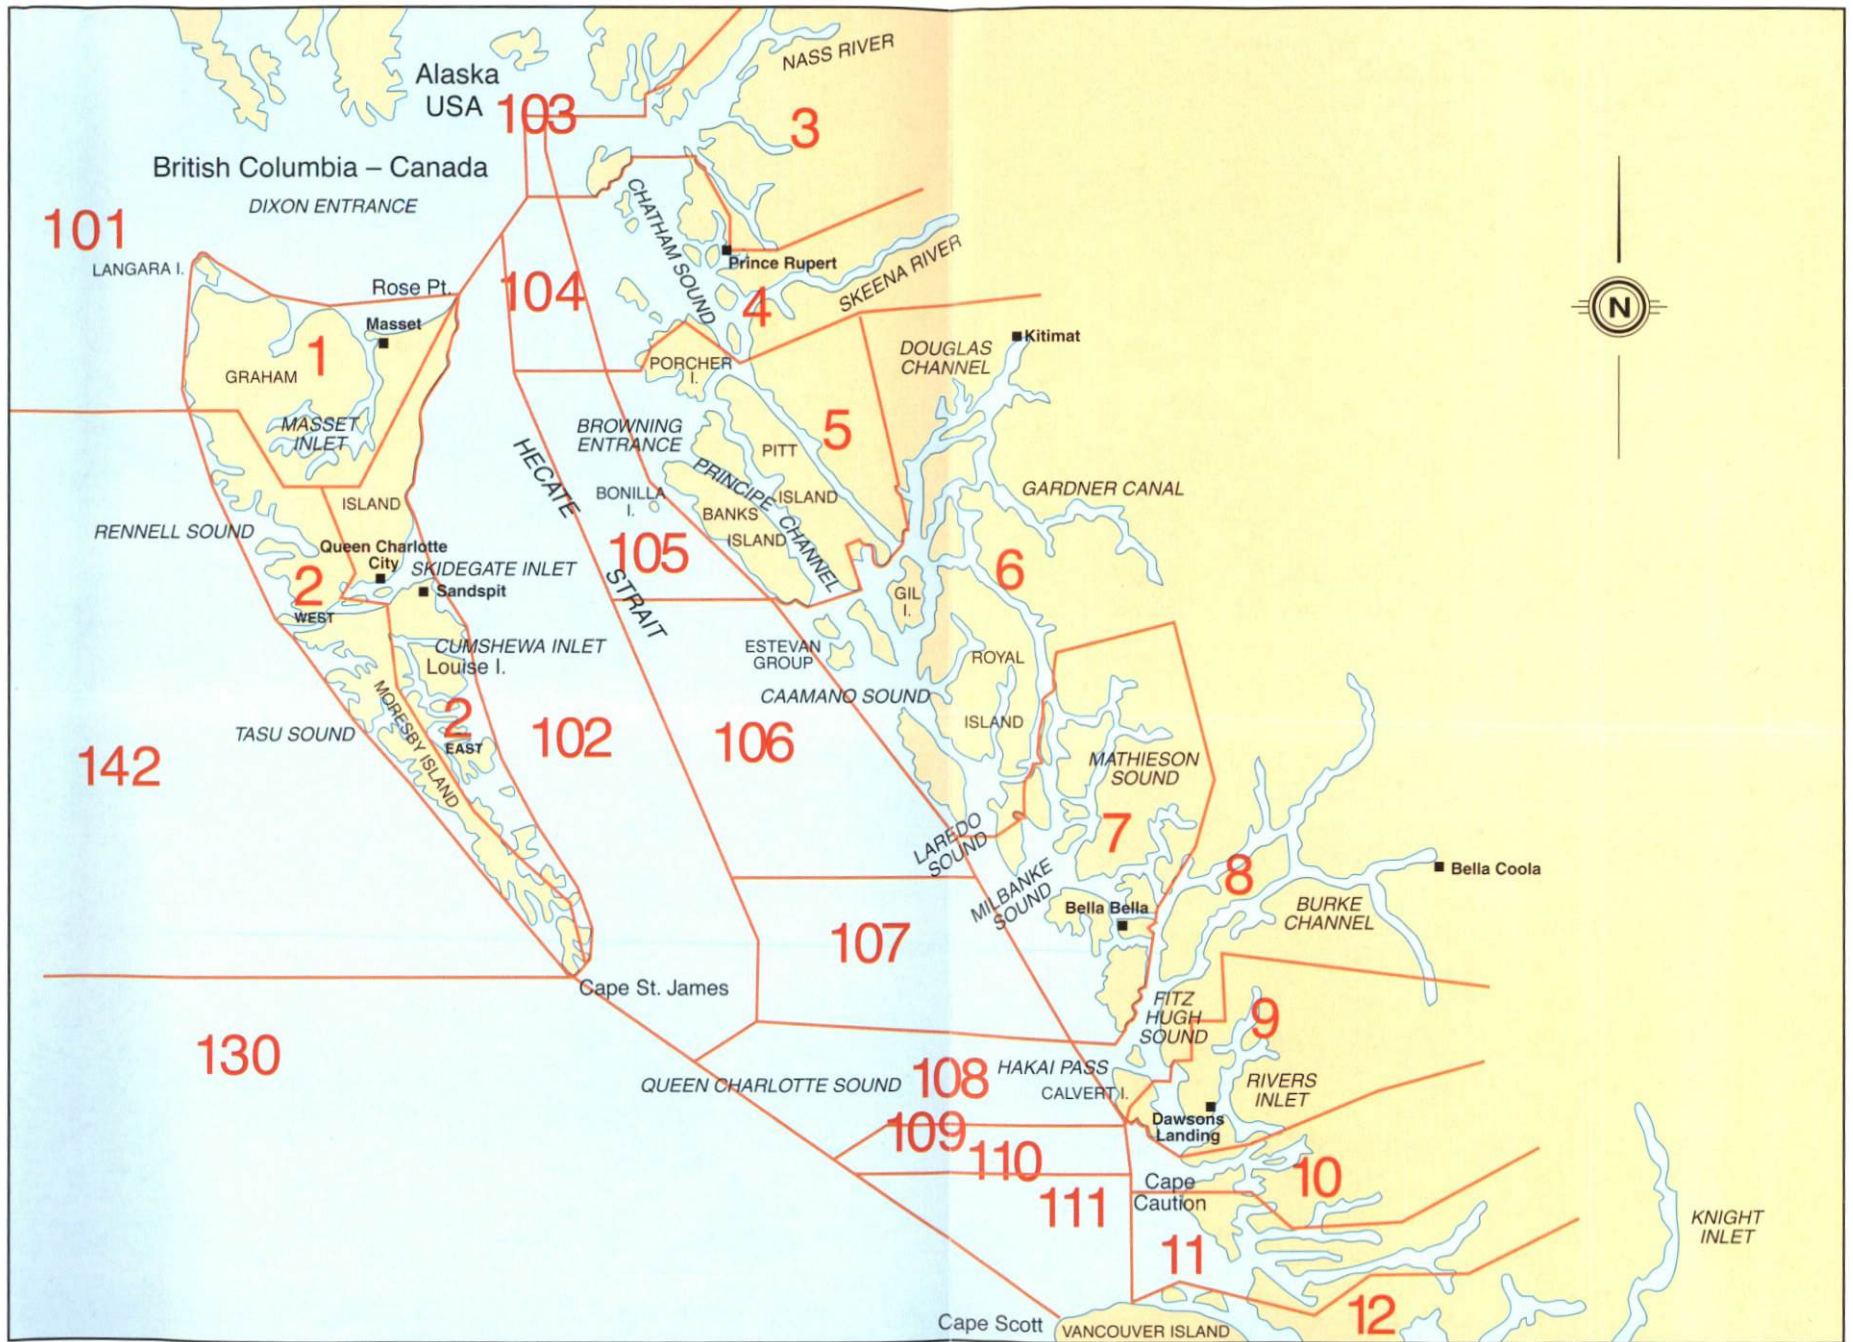 NASS RIVER
Alaska
USA
103
3
British Columbia – Canada
DIXON ENTRANCE
101
CHATHAM SOUND
LANGARA I.
Rose Pt.
104
Prince Rupert
SKEENA RIVER
4
Masset
1
GRAHAM
PORCHER
I.
DOUGLAS
CHANNEL
Kitimat
N
MASSET
INLET
BROWNING
ENTRANCE
5
PITT
ISLAND
HECATE
STRAIT
PRINCIPE CHANNEL
BONILLA
I.
BANKS
ISLAND
GARDNER CANAL
ISLAND
RENNELL SOUND
Queen Charlotte
City
SKIDEGATE INLET
Sandspit
2
WEST
105
6
GIL
I.
CUMSHEWA INLET
Louise I.
ESTEVAN
GROUP
ROYAL
ISLAND
CAAMANO SOUND
MORESBY ISLAND
2
EAST
TASU SOUND
142
102
106
MATHIESON
SOUND
7
LAREDO
SOUND
8
Bella Coola
MILBANKE
SOUND
Bella Bella
BURKE
CHANNEL
107
Cape St. James
FITZ
HUGH
SOUND
9
130
QUEEN CHARLOTTE SOUND
108
HAKAI PASS
CALVERT I.
RIVERS
INLET
Dawsons
Landing
109
110
Cape
Caution
10
111
11
KNIGHT
INLET
12
Cape Scott
VANCOUVER ISLAND